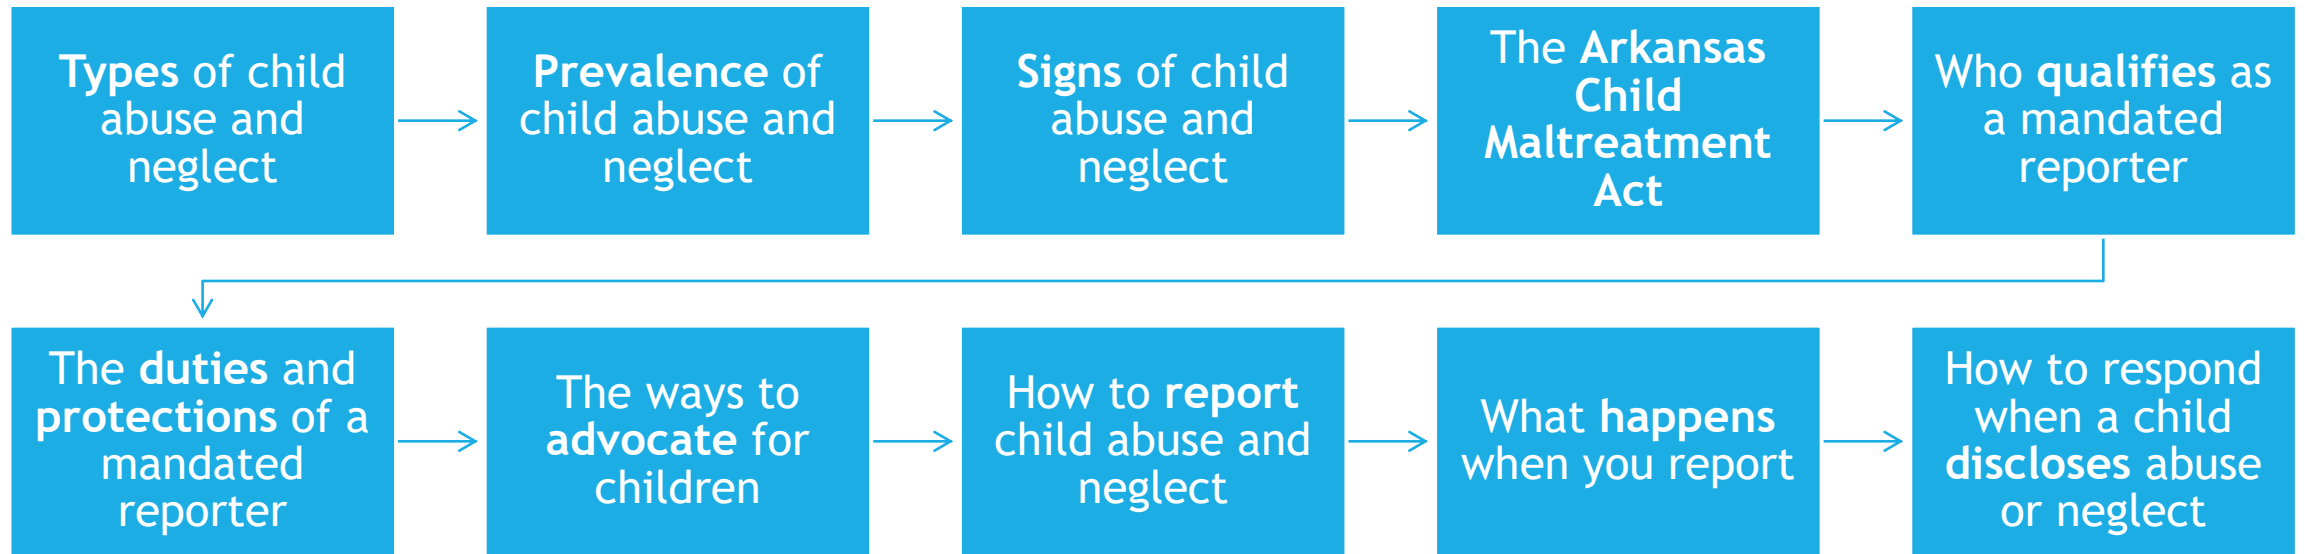 Types of child
abuse and
neglect
Prevalence of
child abuse and
neglect
Signs of child
abuse and
neglect
The Arkansas
Child
Maltreatment
Act
Who qualifies as
a mandated
reporter
The duties and
protections of a
mandated
reporter
The ways to
advocate for
children
How to report
child abuse and
neglect
What happens
when you report
How to respond
when a child
discloses abuse
or neglect